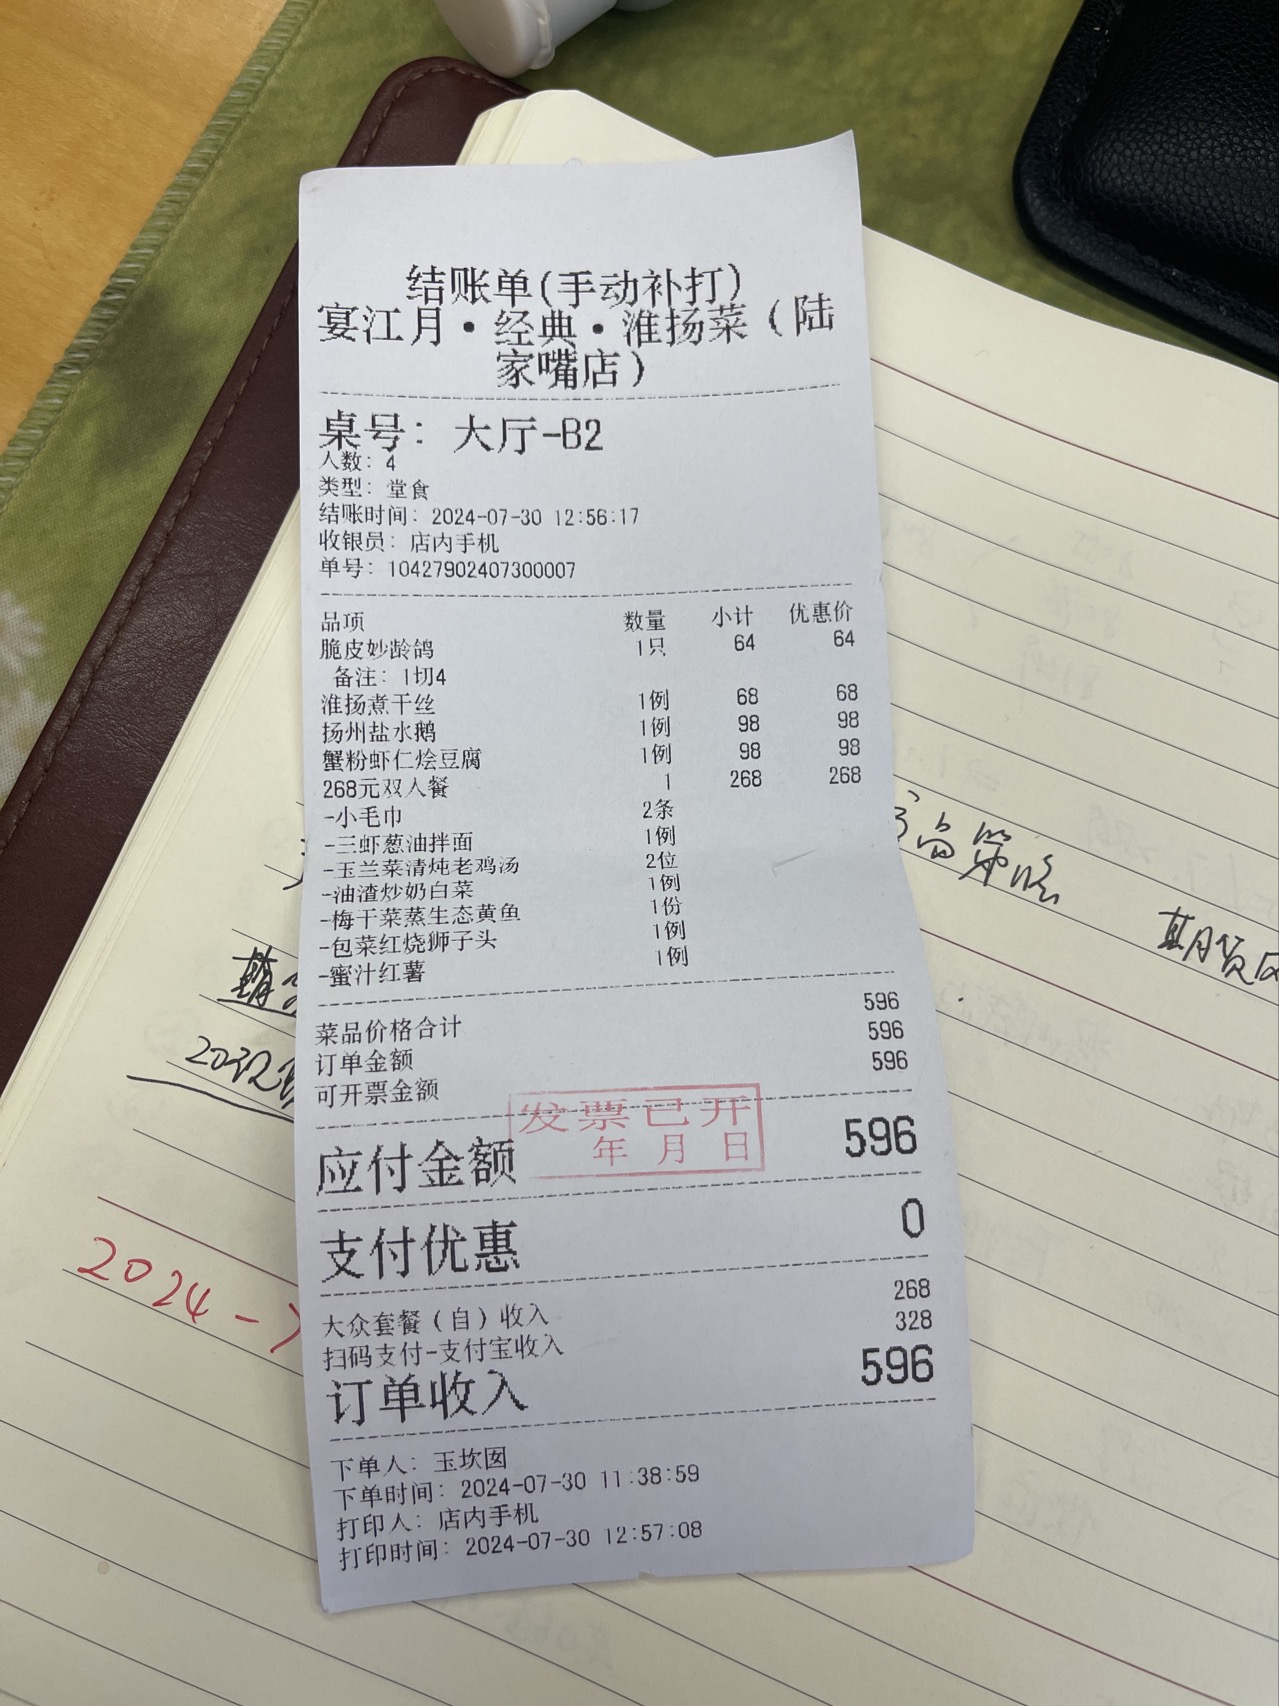 结账单(手动补打)
宴江月·经典·淮扬菜(陆
家嘴店)
桌号: 大厅-B2
人数: 4
类型: 堂食
结账时间: 2024-07-30 12:56:17
收银员: 店内手机
单号: 10427902407300007
品项 数量 小计 优惠价
脆皮妙龄鸽 1只 64 64
备注: 1切4
淮扬煮干丝 1例 68 68
扬州盐水鹅 1例 98 98
蟹粉虾仁烩豆腐 1例 98 98
268元双人餐 1 268 268
-小毛巾 2条
-三虾葱油拌面 1例
-玉兰菜清炖老鸡汤 2位
-油渣炒奶白菜 1例
-梅干菜蒸生态黄鱼 1份
-包菜红烧狮子头 1例
-蜜汁红薯 1例
菜品价格合计 596
订单金额 596
可开票金额 596
发票已开
年 月 日
应付金额 596
支付优惠 0
大众套餐(自)收入 268
扫码支付-支付宝收入 328
订单收入 596
下单人: 玉坎囡
下单时间: 2024-07-30 11:38:59
打印人: 店内手机
打印时间: 2024-07-30 12:57:08
策略
期货
2024-